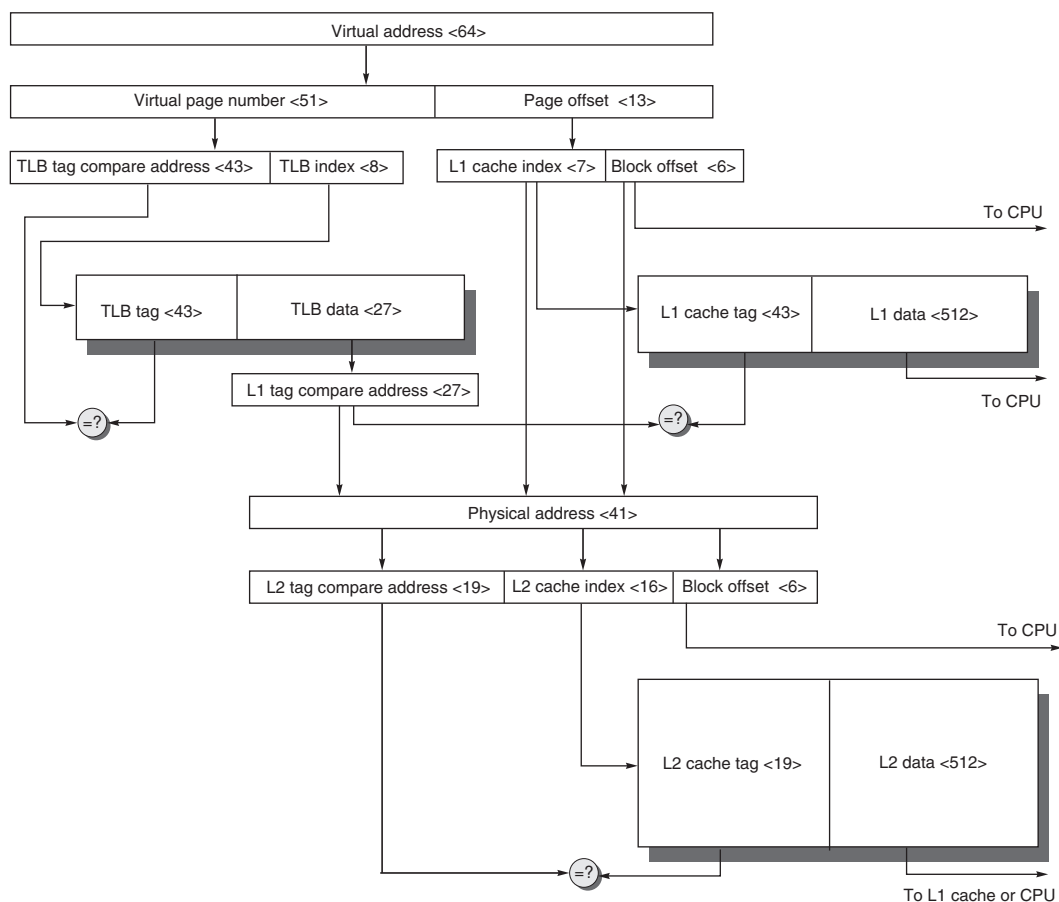 Virtual address <64>
Virtual page number <51>
Page offset <13>
TLB tag compare address <43>
TLB index <8>
L1 cache index <7>
Block offset <6>
To CPU
TLB tag <43>
TLB data <27>
L1 cache tag <43>
L1 data <512>
L1 tag compare address <27>
To CPU
=?
=?
Physical address <41>
L2 tag compare address <19>
L2 cache index <16>
Block offset <6>
To CPU
L2 cache tag <19>
L2 data <512>
=?
To L1 cache or CPU